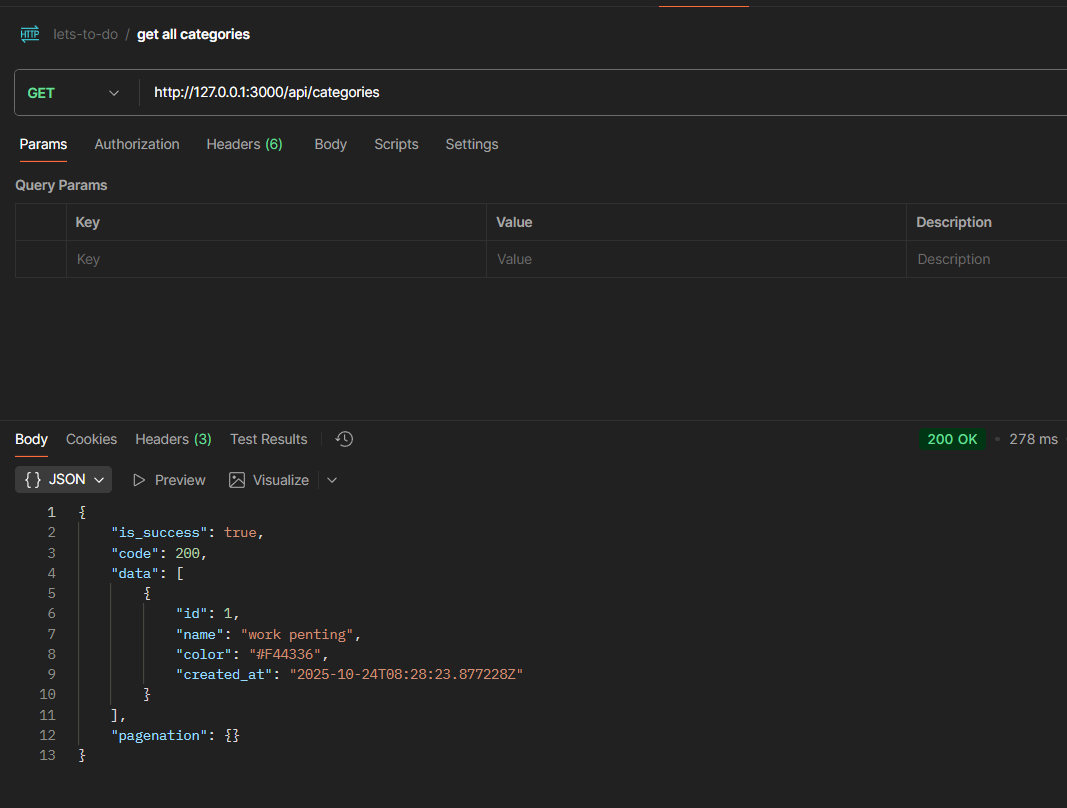 HTTP lets-to-do / get all categories
GET http://127.0.0.1:3000/api/categories
Params Authorization Headers (6) Body Scripts Settings
Query Params
Key Value Description
Key Value Description
Body Cookies Headers (3) Test Results 200 OK • 278 ms
{} JSON Preview Visualize
1 {
2 "is_success": true,
3 "code": 200,
4 "data": [
5 {
6 "id": 1,
7 "name": "work penting",
8 "color": "#F44336",
9 "created_at": "2025-10-24T08:28:23.877228Z"
10 }
11 ],
12 "pagenation": {}
13 }